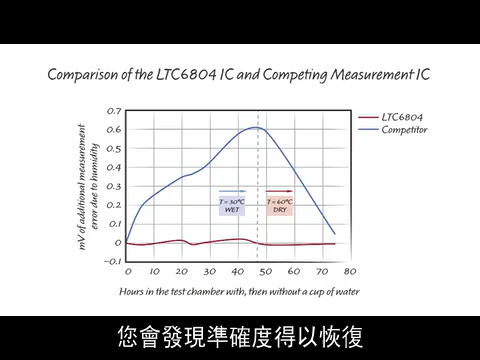 Comparison of the LTC6804 IC and Competing Measurement IC
LTC6804
Competitor
mV of additional measurement
error due to humidity
0.7
0.6
0.5
0.4
0.3
0.2
0.1
0
-0.1
T = 30°C
WET
T = 60°C
DRY
0 10 20 30 40 50 60 70 80
Hours in the test chamber with, then without a cup of water
您會發現準確度得以恢復